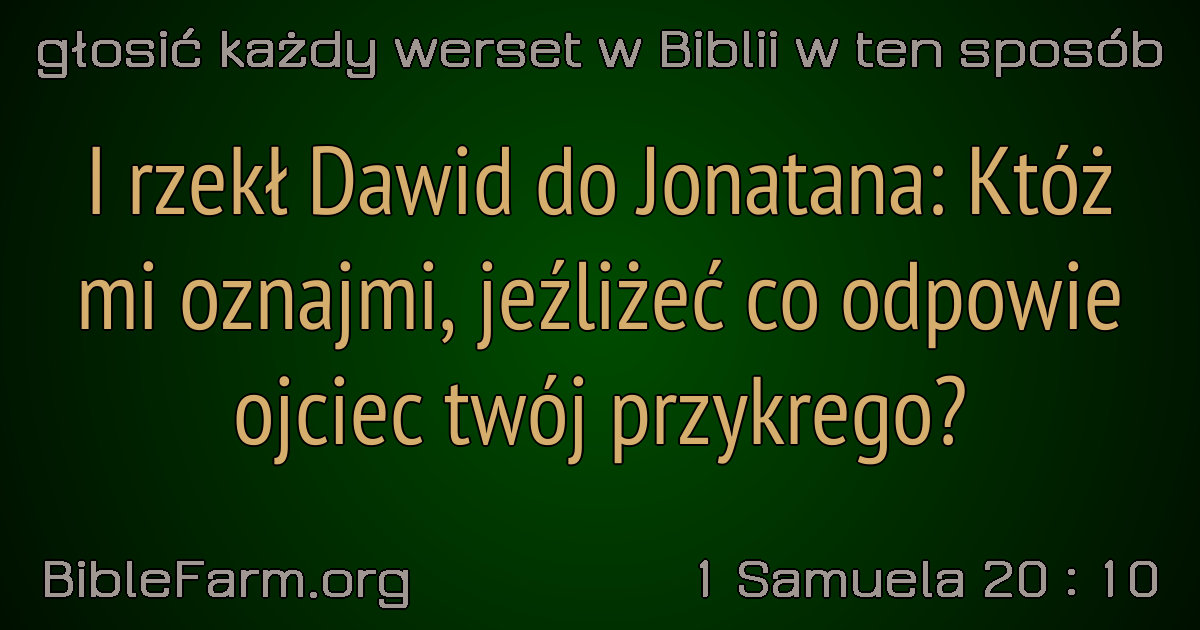 głosić każdy werset w Biblii w ten sposób
I rzekł Dawid do Jonatana: Któż
mi oznajmi, jeźliżeć co odpowie
ojciec twój przykrego?
BibleFarm.org
1 Samuela 20 : 10